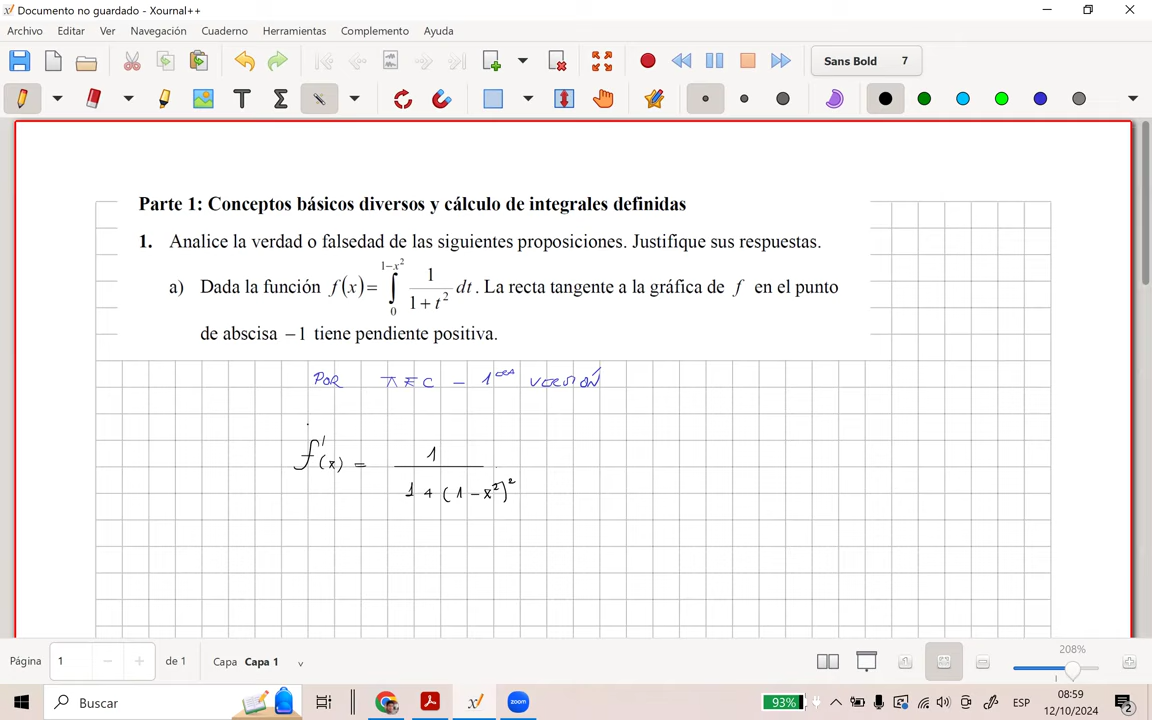 Documento no guardado - Xournal++
Archivo Editar Ver Navegación Cuaderno Herramientas Complemento Ayuda
Sans Bold 7
Parte 1: Conceptos básicos diversos y cálculo de integrales definidas
1. Analice la verdad o falsedad de las siguientes proposiciones. Justifique sus respuestas.
a) Dada la función f(x)= ∫₀^{1−x²} 1/(1+t²) dt. La recta tangente a la gráfica de f en el punto
de abscisa −1 tiene pendiente positiva.
POR TFC - 1era VERSIÓN
f'(x) = 1/(1+(1-x²)²)
Página 1 de 1 Capa Capa 1 208%
Buscar zoom 93% ESP 08:59
12/10/2024 2